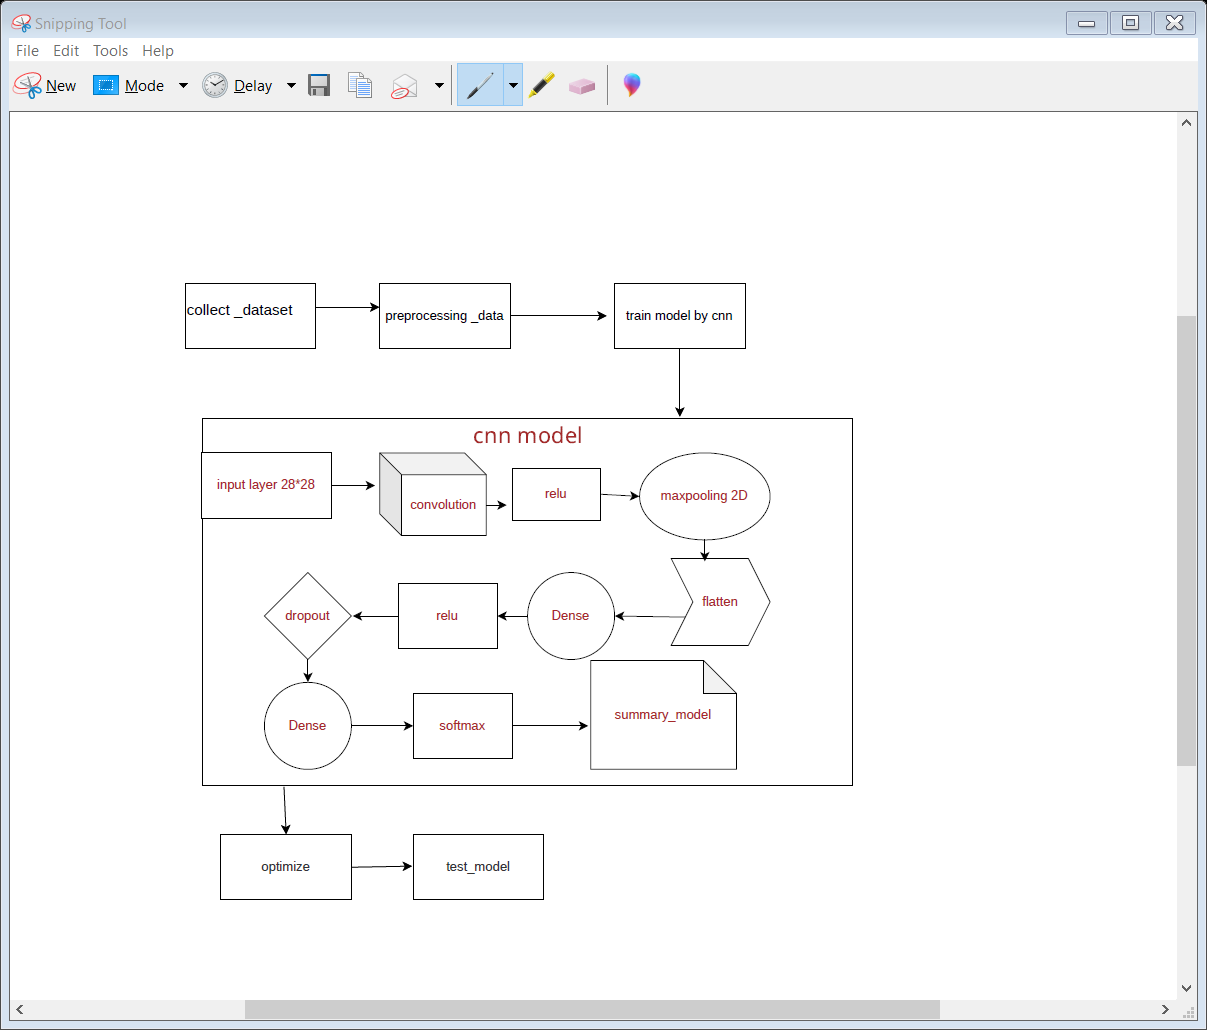 Snipping Tool
File Edit Tools Help
New Mode Delay
collect _dataset
preprocessing _data
train model by cnn
cnn model
input layer 28*28
convolution
relu
maxpooling 2D
flatten
Dense
relu
dropout
Dense
softmax
summary_model
optimize
test_model